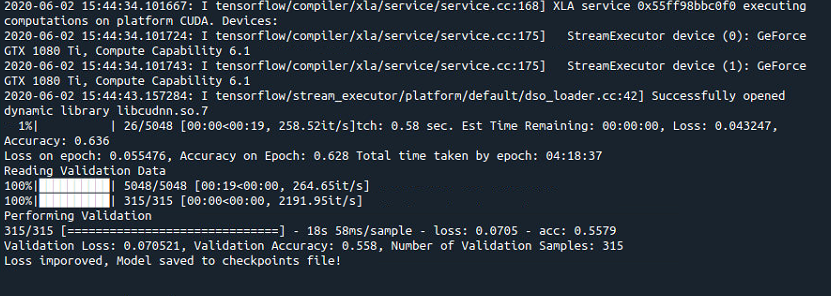 2020-06-02 15:44:34.101667: I tensorflow/compiler/xla/service/service.cc:168] XLA service 0x55ff98bbc0f0 executing
computations on platform CUDA. Devices:
2020-06-02 15:44:34.101724: I tensorflow/compiler/xla/service/service.cc:175]   StreamExecutor device (0): GeForce
GTX 1080 Ti, Compute Capability 6.1
2020-06-02 15:44:34.101743: I tensorflow/compiler/xla/service/service.cc:175]   StreamExecutor device (1): GeForce
GTX 1080 Ti, Compute Capability 6.1
2020-06-02 15:44:43.157284: I tensorflow/stream_executor/platform/default/dso_loader.cc:42] Successfully opened
dynamic library libcudnn.so.7
  1%|          | 26/5048 [00:00<00:19, 258.52it/s]tch: 0.58 sec. Est Time Remaining: 00:00:00, Loss: 0.043247,
Accuracy: 0.636
Loss on epoch: 0.055476, Accuracy on Epoch: 0.628 Total time taken by epoch: 04:18:37
Reading Validation Data
100%|██████████| 5048/5048 [00:19<00:00, 264.65it/s]
100%|██████████| 315/315 [00:00<00:00, 2191.95it/s]
Performing Validation
315/315 [==============================] - 18s 58ms/sample - loss: 0.0705 - acc: 0.5579
Validation Loss: 0.070521, Validation Accuracy: 0.558, Number of Validation Samples: 315
Loss imporoved, Model saved to checkpoints file!